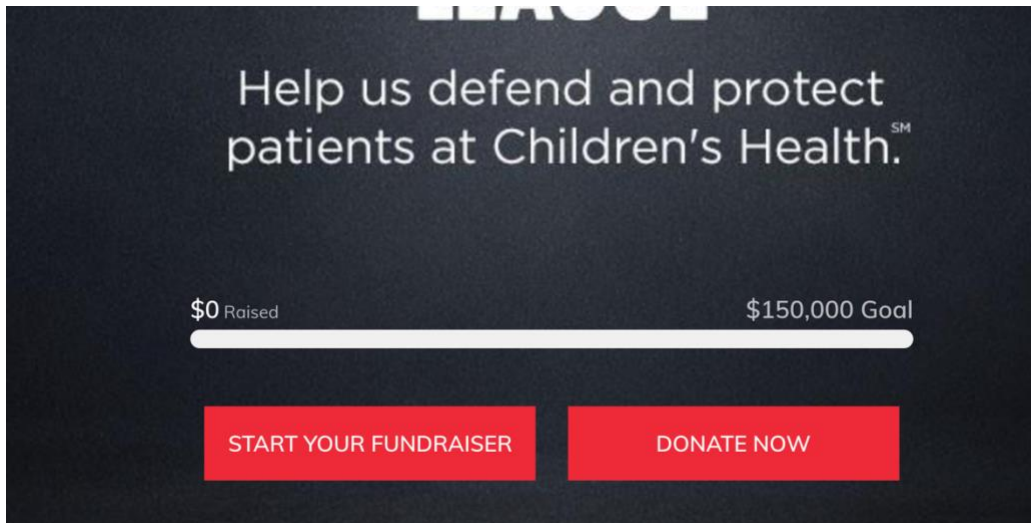 Help us defend and protect
patients at Children's Health.℠
$0 Raised
$150,000 Goal
START YOUR FUNDRAISER
DONATE NOW